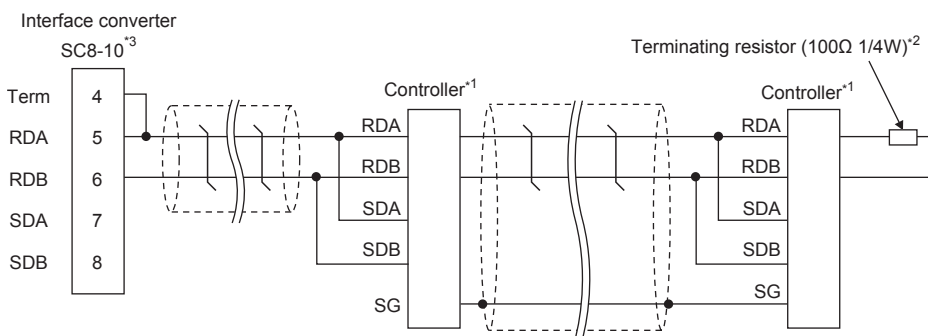 Interface converter
SC8-10*3
Terminating resistor (100Ω 1/4W)*2
Controller*1
Controller*1
Term 4
RDA 5
RDB 6
SDA 7
SDB 8
RDA
RDB
SDA
SDB
SG
RDA
RDB
SDA
SDB
SG